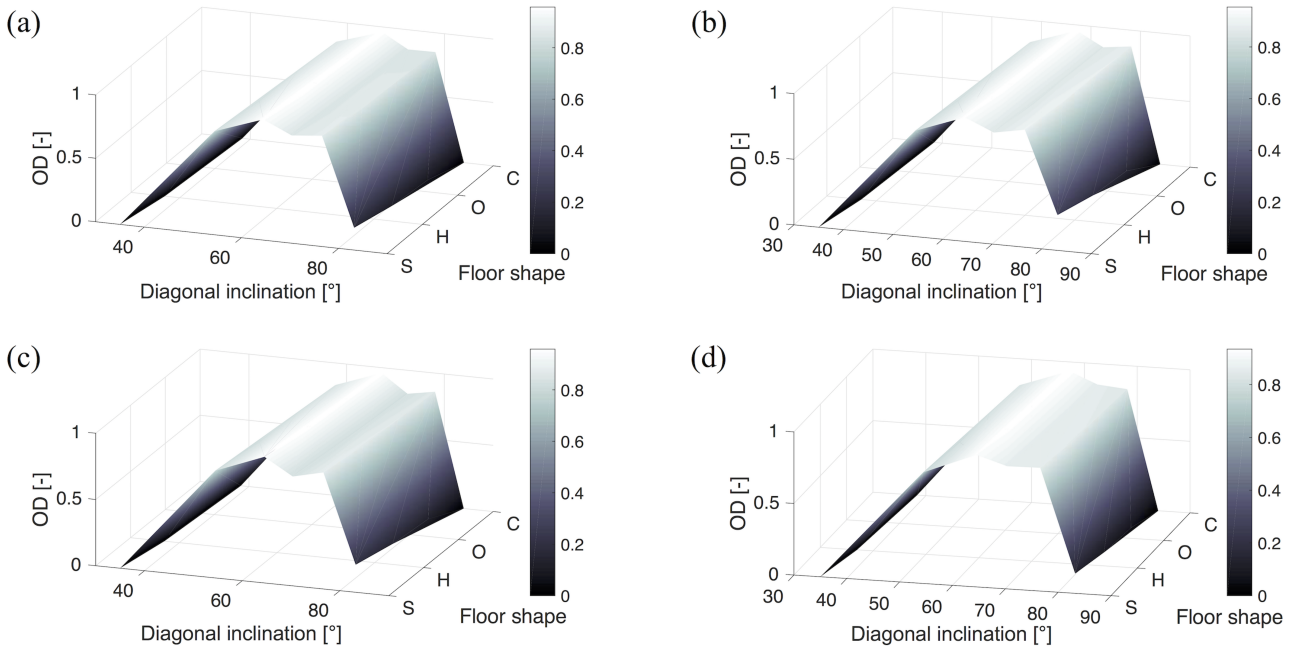 (a)
OD [-]
1
0.5
0
40
60
80
Diagonal inclination [°]
S
H
O
C
Floor shape
0.8
0.6
0.4
0.2
0
(b)
OD [-]
1
0.5
0
30
40
50
60
70
80
90
Diagonal inclination [°]
S
H
O
C
Floor shape
0.8
0.6
0.4
0.2
0
(c)
OD [-]
1
0.5
0
40
60
80
Diagonal inclination [°]
S
H
O
C
Floor shape
0.8
0.6
0.4
0.2
0
(d)
OD [-]
1
0.5
0
30
40
50
60
70
80
90
Diagonal inclination [°]
S
H
O
C
Floor shape
0.8
0.6
0.4
0.2
0